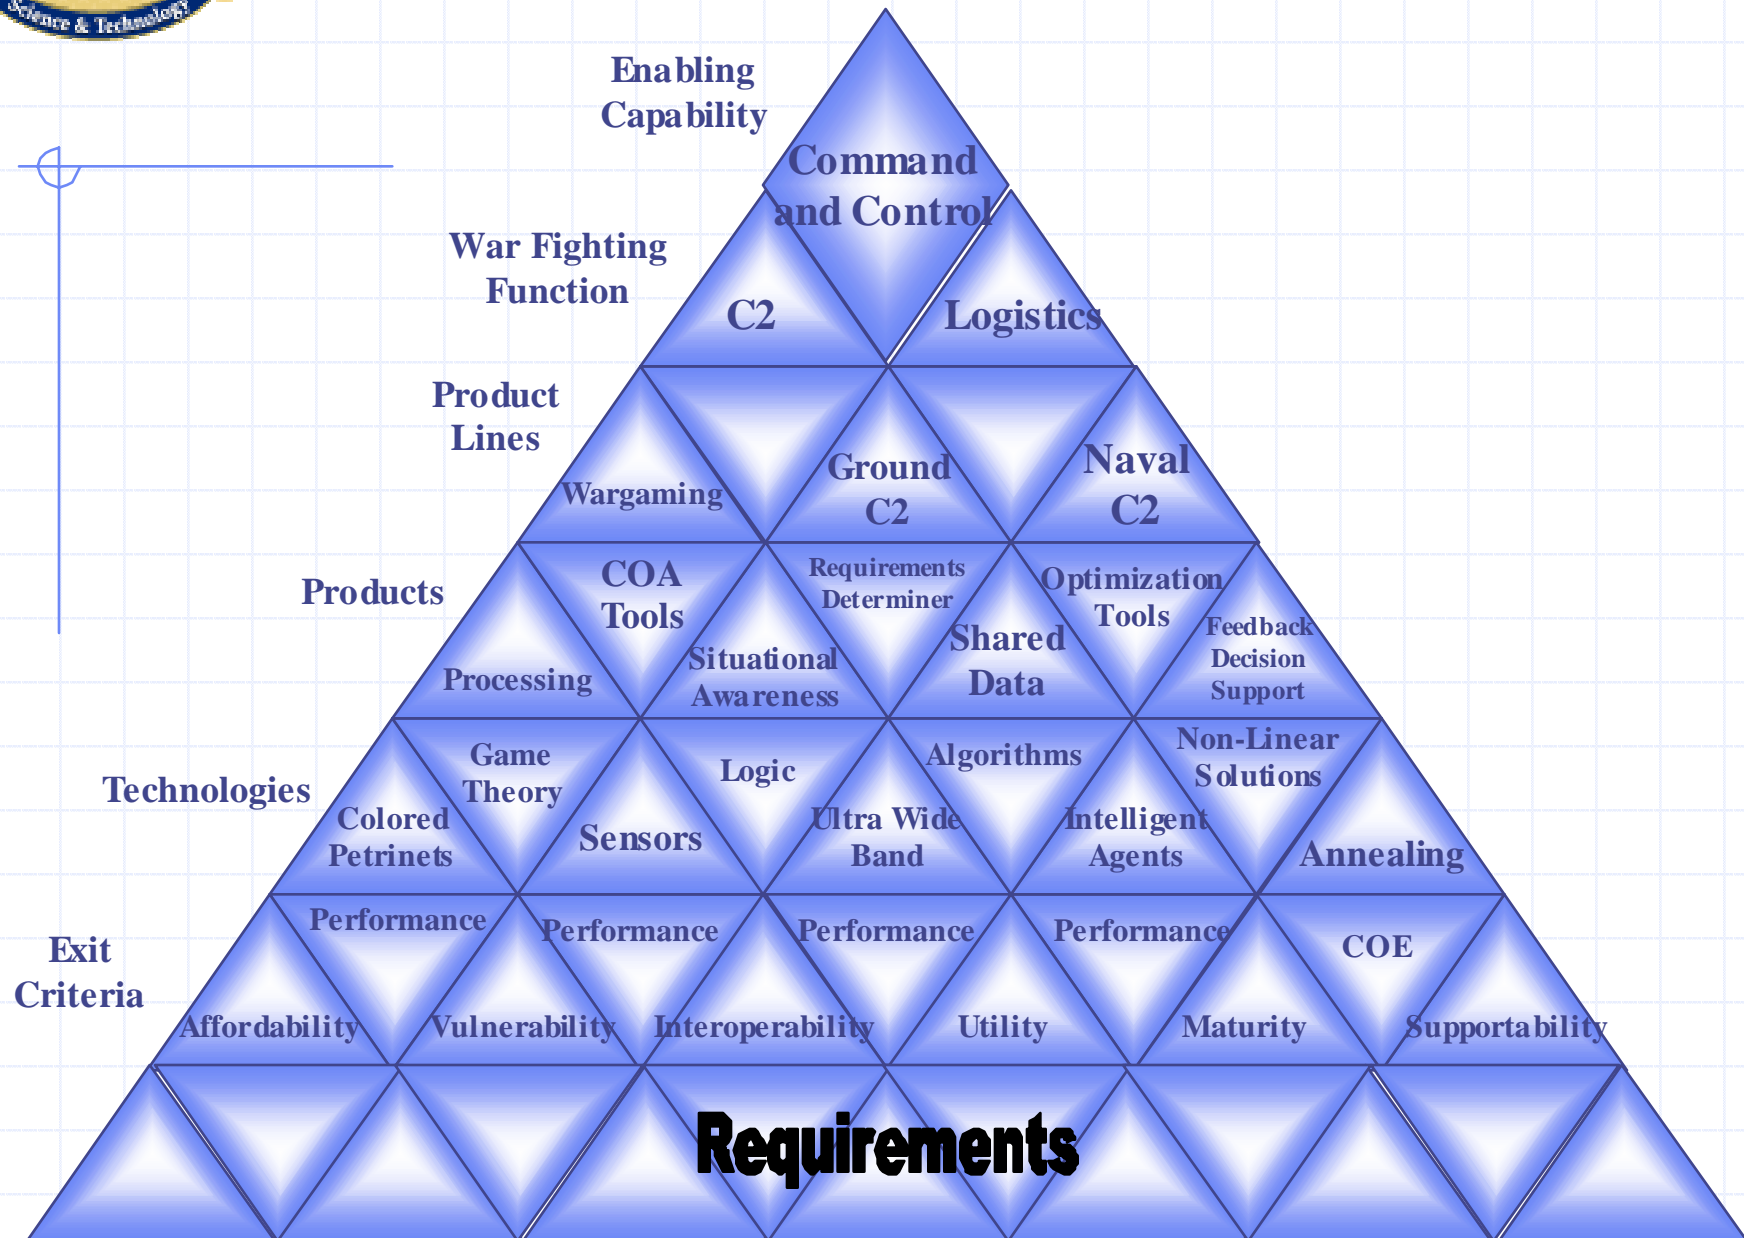 Science & Technology
Enabling
Capability
Command
and Control
War Fighting
Function
C2
Logistics
Product
Lines
Wargaming
Ground
C2
Naval
C2
Products
Processing
COA
Tools
Situational
Awareness
Requirements
Determiner
Shared
Data
Optimization
Tools
Feedback
Decision
Support
Technologies
Colored
Petrinets
Game
Theory
Sensors
Logic
Ultra Wide
Band
Algorithms
Intelligent
Agents
Non-Linear
Solutions
Annealing
Exit
Criteria
Affordability
Performance
Vulnerability
Performance
Interoperability
Performance
Utility
Performance
Maturity
COE
Supportability
Requirements